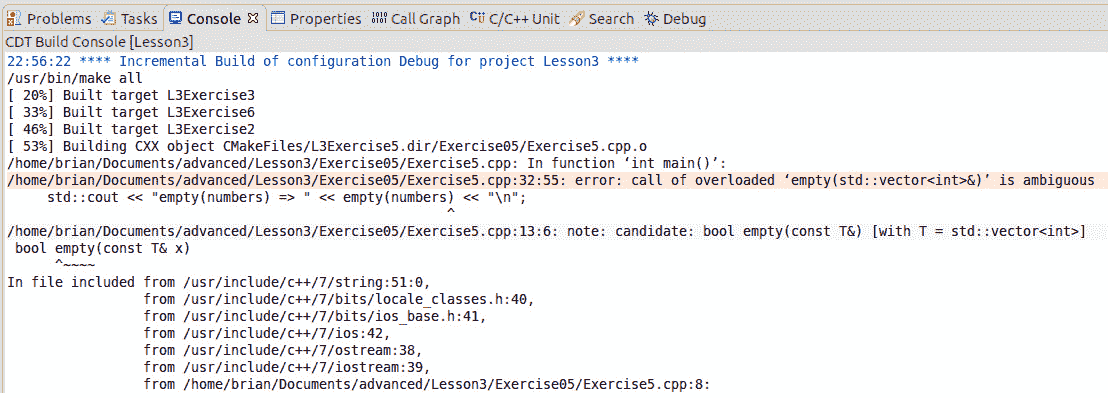 Problems Tasks Console Properties Call Graph C/C++ Unit Search Debug
CDT Build Console [Lesson3]
22:56:22 **** Incremental Build of configuration Debug for project Lesson3 ****
/usr/bin/make all
[ 20%] Built target L3Exercise3
[ 33%] Built target L3Exercise6
[ 46%] Built target L3Exercise2
[ 53%] Building CXX object CMakeFiles/L3Exercise5.dir/Exercise05/Exercise5.cpp.o
/home/brian/Documents/advanced/Lesson3/Exercise05/Exercise5.cpp: In function ‘int main()’:
/home/brian/Documents/advanced/Lesson3/Exercise05/Exercise5.cpp:32:55: error: call of overloaded ‘empty(std::vector<int>&)’ is ambiguous
     std::cout << "empty(numbers) => " << empty(numbers) << "\n";
                                                       ^
/home/brian/Documents/advanced/Lesson3/Exercise05/Exercise5.cpp:13:6: note: candidate: bool empty(const T&) [with T = std::vector<int>]
 bool empty(const T& x)
      ^~~~~
In file included from /usr/include/c++/7/string:51:0,
                 from /usr/include/c++/7/bits/locale_classes.h:40,
                 from /usr/include/c++/7/bits/ios_base.h:41,
                 from /usr/include/c++/7/ios:42,
                 from /usr/include/c++/7/ostream:38,
                 from /usr/include/c++/7/iostream:39,
                 from /home/brian/Documents/advanced/Lesson3/Exercise05/Exercise5.cpp:8: